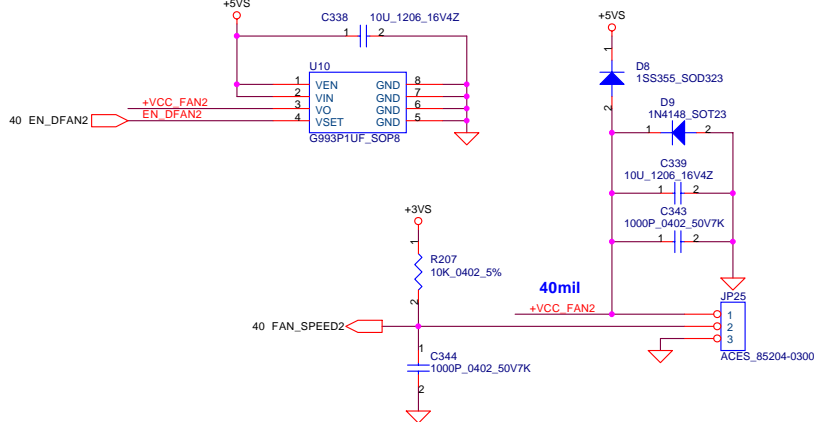 +5VS
C338 10U_1206_16V4Z
1 2
U10
1 VEN GND 8
2 VIN GND 7
3 VO GND 6
4 VSET GND 5
G993P1UF_SOP8
+VCC_FAN2
40 EN_DFAN2 EN_DFAN2
+5VS
1
D8
1SS355_SOD323
2
D9
1N4148_SOT23
1 2
C339
10U_1206_16V4Z
1 2
C343
1000P_0402_50V7K
1 2
+3VS
1
R207
10K_0402_5%
2
40mil
+VCC_FAN2
JP25
1
2
3
ACES_85204-0300
40 FAN_SPEED2
1
C344
1000P_0402_50V7K
2